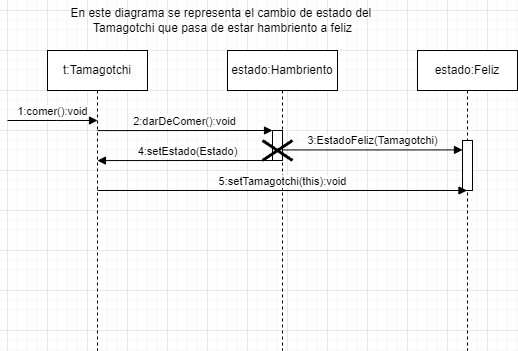 En este diagrama se representa el cambio de estado del
Tamagotchi que pasa de estar hambriento a feliz
t:Tamagotchi
estado:Hambriento
estado:Feliz
1:comer():void
2:darDeComer():void
3:EstadoFeliz(Tamagotchi)
4:setEstado(Estado)
5:setTamagotchi(this):void